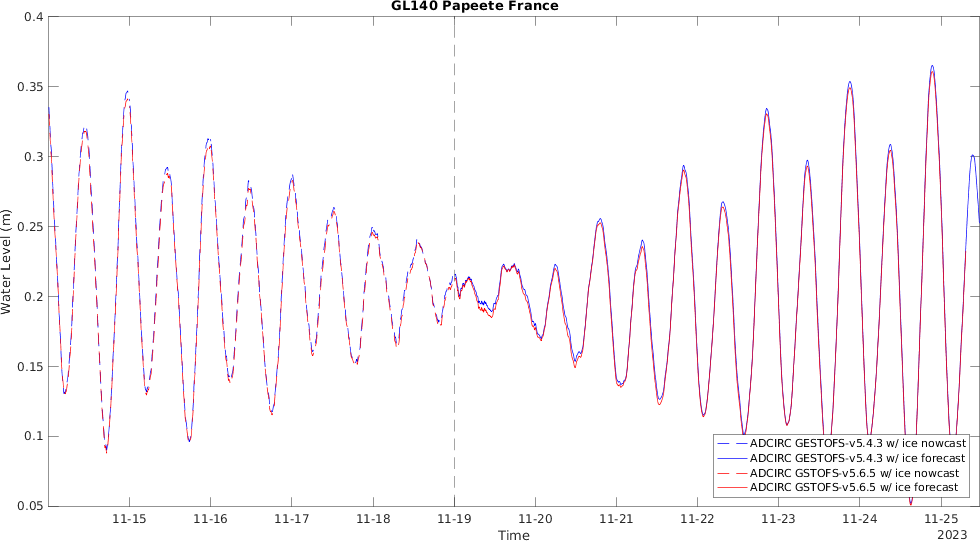 GL140 Papeete France
0.4
0.35
0.3
0.25
0.2
0.15
0.1
0.05
Water Level (m)
ADCIRC GESTOFS-v5.4.3 w/ ice nowcast
ADCIRC GESTOFS-v5.4.3 w/ ice forecast
ADCIRC GSTOFS-v5.6.5 w/ ice nowcast
ADCIRC GSTOFS-v5.6.5 w/ ice forecast
11-15 11-16 11-17 11-18 11-19 11-20 11-21 11-22 11-23 11-24 11-25
Time
2023